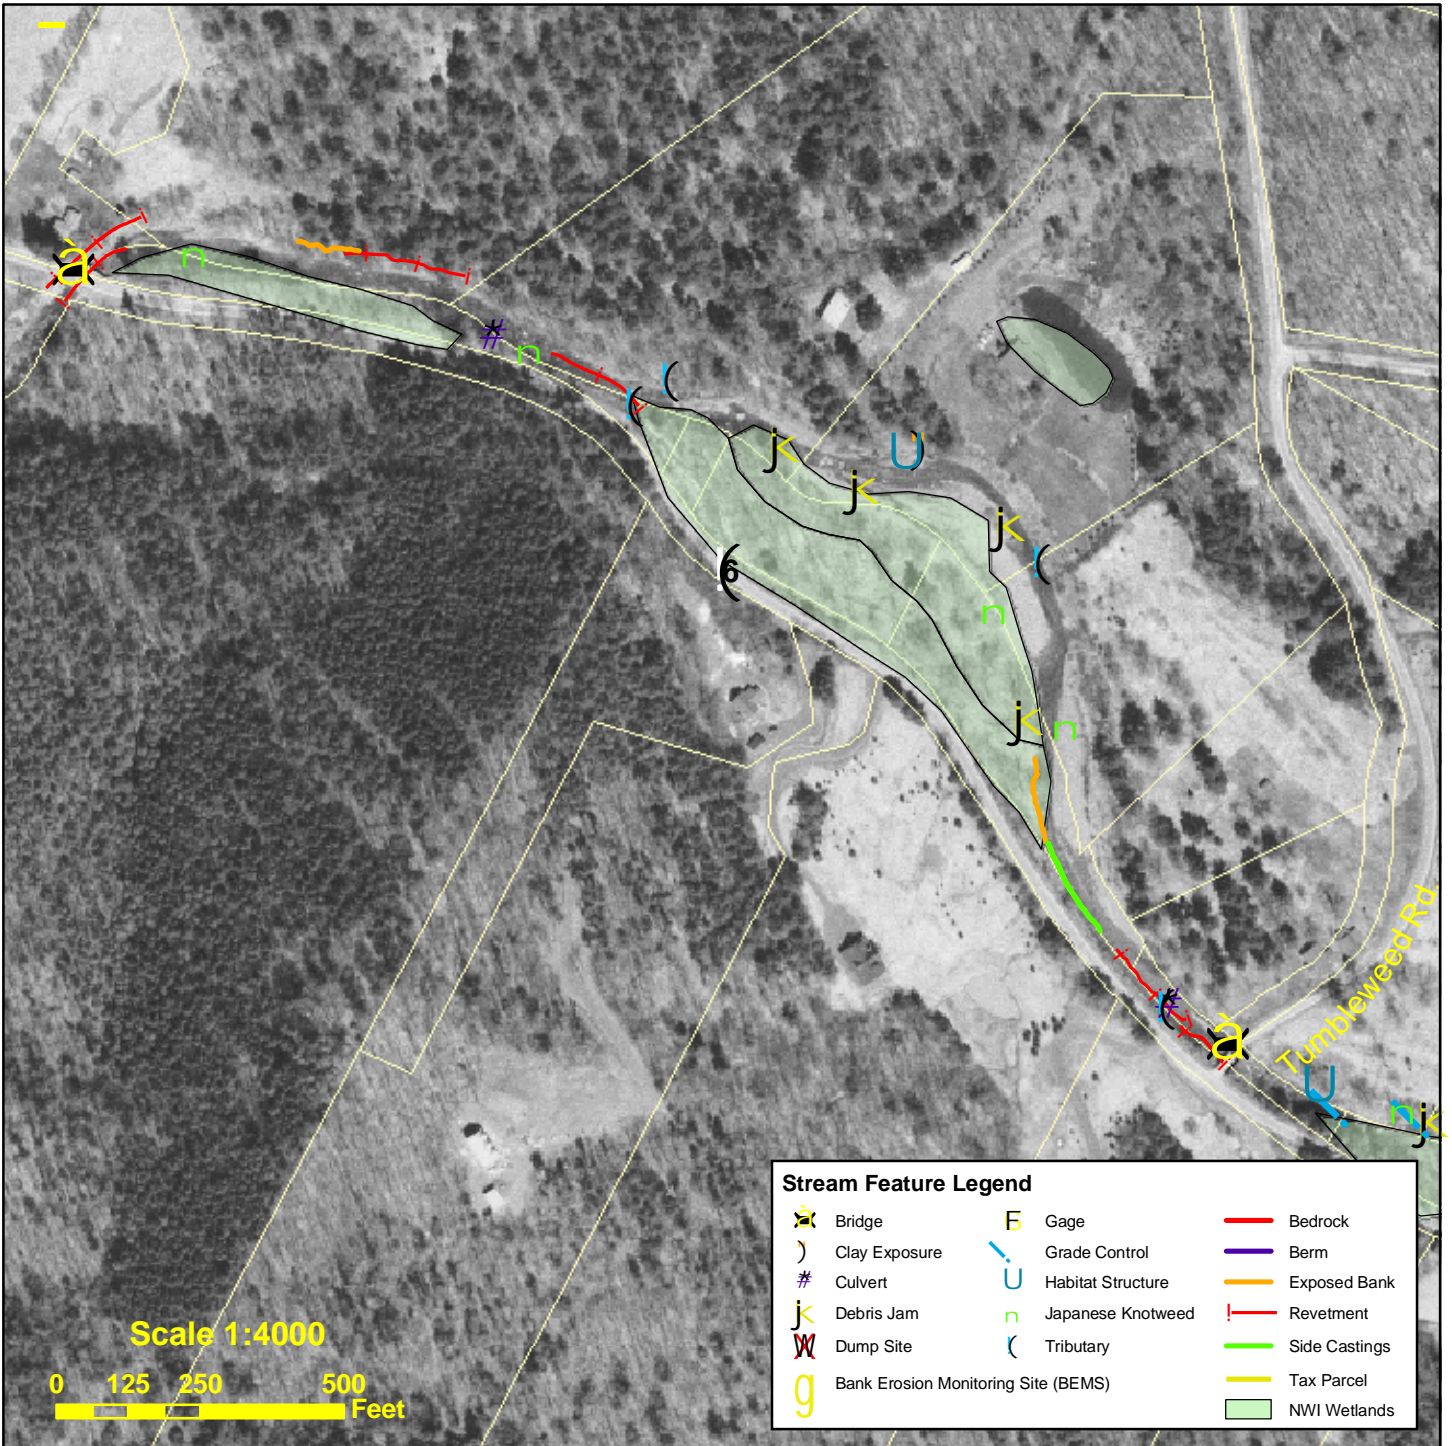 6
Tumbleweed Rd.
Stream Feature Legend
Bridge
Gage
Bedrock
Clay Exposure
Grade Control
Berm
Culvert
Habitat Structure
Exposed Bank
Debris Jam
Japanese Knotweed
Revetment
Dump Site
Tributary
Side Castings
Bank Erosion Monitoring Site (BEMS)
Tax Parcel
NWI Wetlands
Scale 1:4000
0 125 250 500
Feet